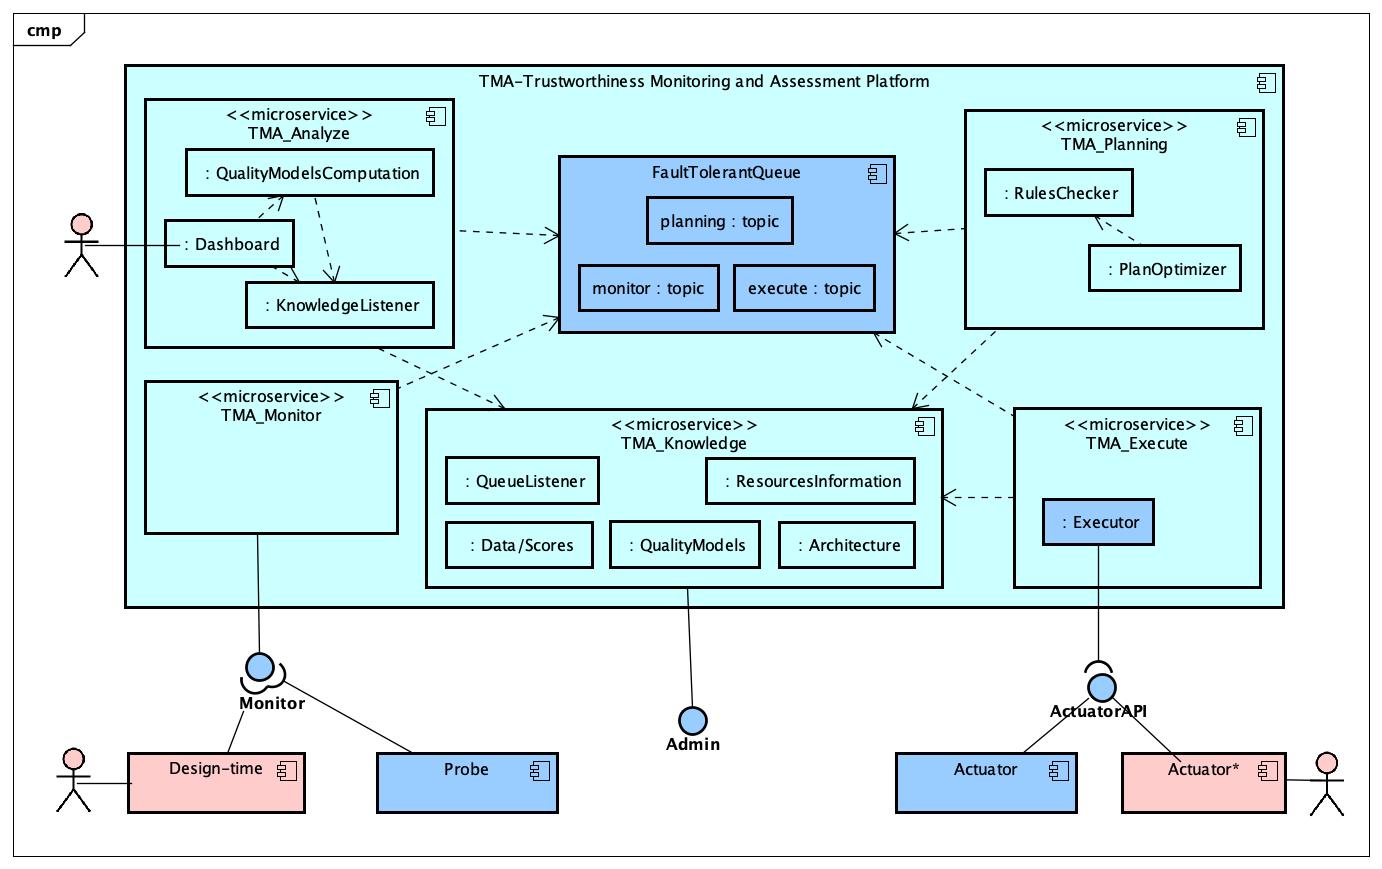 cmp
TMA-Trustworthiness Monitoring and Assessment Platform
<<microservice>>
TMA_Analyze
: QualityModelsComputation
: Dashboard
: KnowledgeListener
FaultTolerantQueue
planning : topic
monitor : topic
execute : topic
<<microservice>>
TMA_Planning
: RulesChecker
: PlanOptimizer
<<microservice>>
TMA_Monitor
<<microservice>>
TMA_Knowledge
: QueueListener
: ResourcesInformation
: Data/Scores
: QualityModels
: Architecture
<<microservice>>
TMA_Execute
: Executor
Monitor
Admin
ActuatorAPI
Design-time
Probe
Actuator
Actuator*